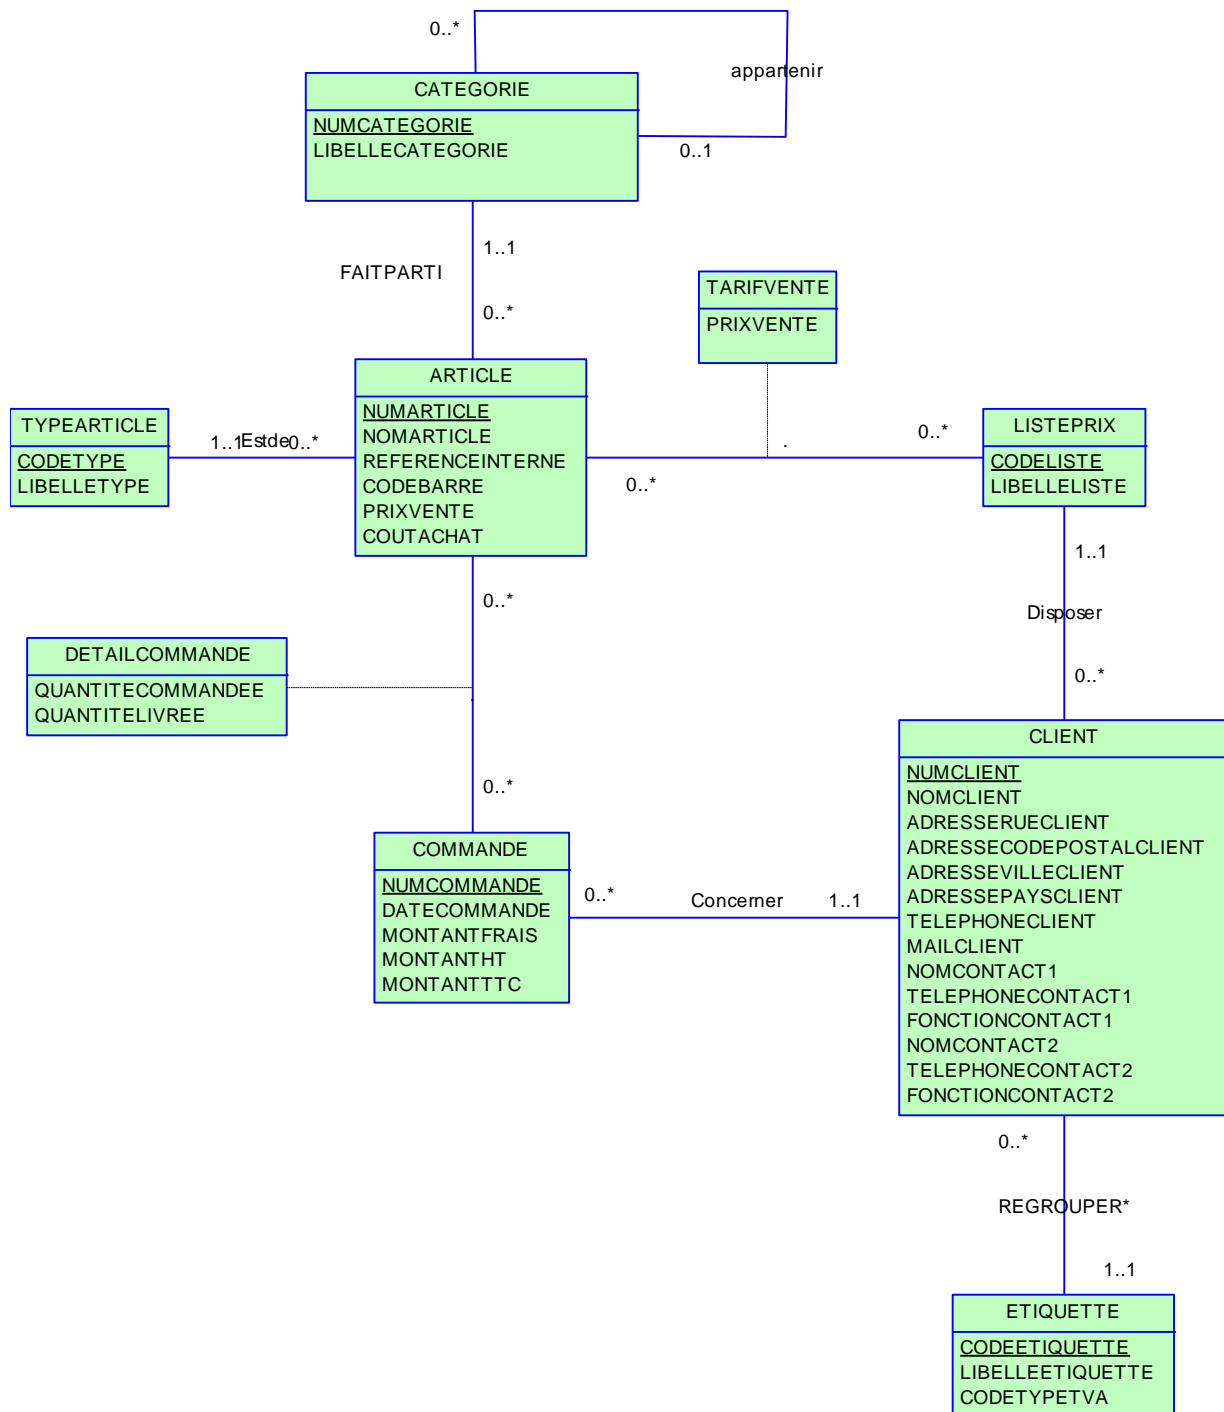 0..*
appartenir
CATEGORIE
NUMCATEGORIE
LIBELLECATEGORIE
0..1
1..1
FAITPARTI
0..*
TARIFVENTE
PRIXVENTE
ARTICLE
NUMARTICLE
NOMARTICLE
REFERENCEINTERNE
CODEBARRE
PRIXVENTE
COUTACHAT
TYPEARTICLE
CODETYPE
LIBELLETYPE
1..1
Estde
0..*
.
0..*
0..*
LISTEPRIX
CODELISTE
LIBELLELISTE
1..1
Disposer
0..*
0..*
DETAILCOMMANDE
QUANTITECOMMANDEE
QUANTITELIVREE
.
0..*
COMMANDE
NUMCOMMANDE
DATECOMMANDE
MONTANTFRAIS
MONTANTHT
MONTANTTTC
0..*
Concerner
1..1
CLIENT
NUMCLIENT
NOMCLIENT
ADRESSERUECLIENT
ADRESSECODEPOSTALCLIENT
ADRESSEVILLECLIENT
ADRESSEPAYSCLIENT
TELEPHONECLIENT
MAILCLIENT
NOMCONTACT1
TELEPHONECONTACT1
FONCTIONCONTACT1
NOMCONTACT2
TELEPHONECONTACT2
FONCTIONCONTACT2
0..*
REGROUPER*
1..1
ETIQUETTE
CODEETIQUETTE
LIBELLEETIQUETTE
CODETYPETVA